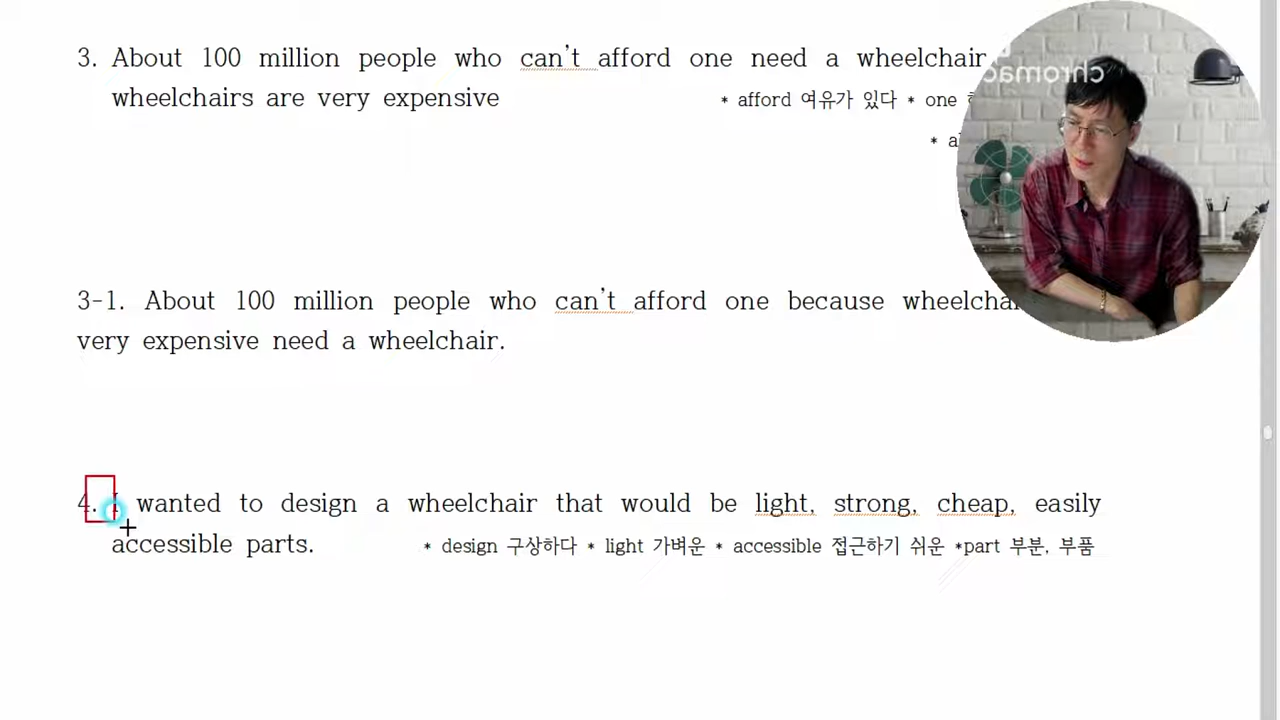 3. About 100 million people who can't afford one need a wheelchair
wheelchairs are very expensive
* afford 여유가 있다 * one
*
3-1. About 100 million people who can't afford one because
very expensive need a wheelchair.
4. I wanted to design a wheelchair that would be light, strong, cheap, easily
accessible parts.
* design 구상하다 * light 가벼운 * accessible 접근하기 쉬운 *part 부분, 부품